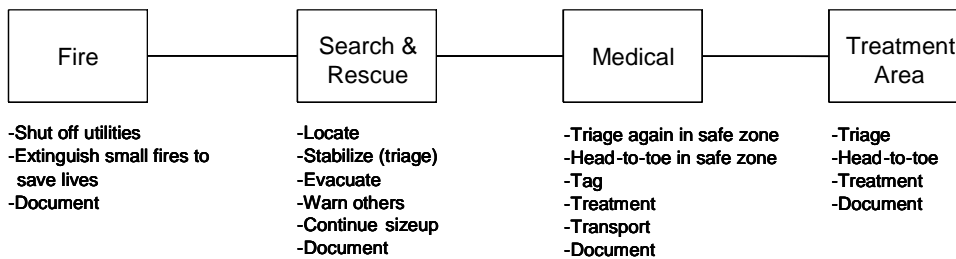 Fire
Search &
Rescue
Medical
Treatment
Area
-Shut off utilities
-Extinguish small fires to
save lives
-Document
-Locate
-Stabilize (triage)
-Evacuate
-Warn others
-Continue sizeup
-Document
-Triage again in safe zone
-Head-to-toe in safe zone
-Tag
-Treatment
-Transport
-Document
-Triage
-Head-to-toe
-Treatment
-Document